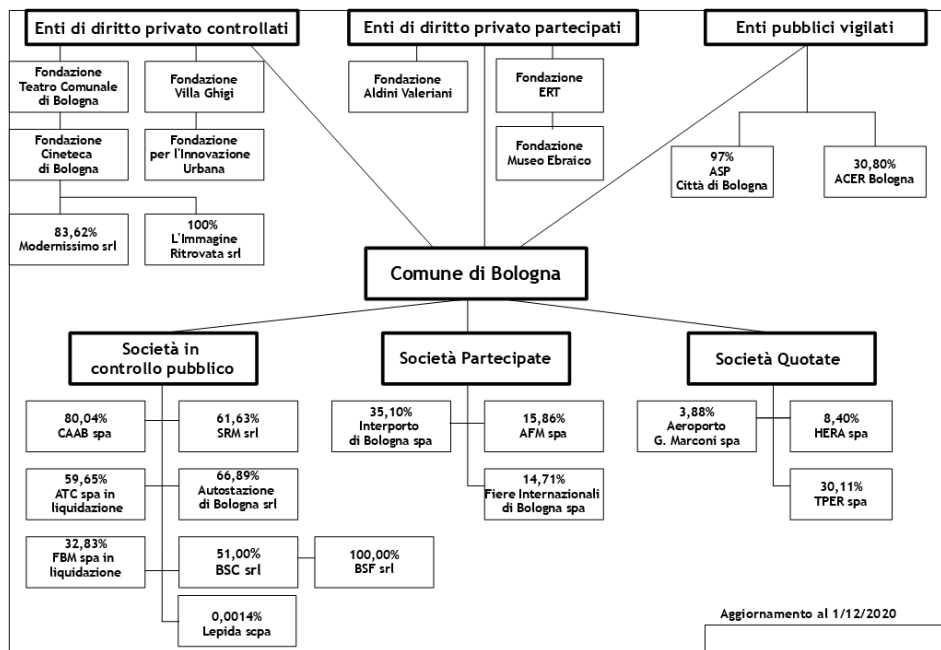 Enti di diritto privato controllati
Enti di diritto privato partecipati
Enti pubblici vigilati
Fondazione
Teatro Comunale
di Bologna
Fondazione
Villa Ghigi
Fondazione
Aldini Valeriani
Fondazione
ERT
Fondazione
Cineteca
di Bologna
Fondazione
per l'Innovazione
Urbana
Fondazione
Museo Ebraico
97%
ASP
Città di Bologna
30,80%
ACER Bologna
83,62%
Modernissimo srl
100%
L'Immagine
Ritrovata srl
Comune di Bologna
Società in
controllo pubblico
Società Partecipate
Società Quotate
80,04%
CAAB spa
61,63%
SRM srl
35,10%
Interporto
di Bologna spa
15,86%
AFM spa
3,88%
Aeroporto
G. Marconi spa
8,40%
HERA spa
59,65%
ATC spa in
liquidazione
66,89%
Autostazione
di Bologna srl
14,71%
Fiere Internazionali
di Bologna spa
30,11%
TPER spa
32,83%
FBM spa in
liquidazione
51,00%
BSC srl
100,00%
BSF srl
0,0014%
Lepida scpa
Aggiornamento al 1/12/2020